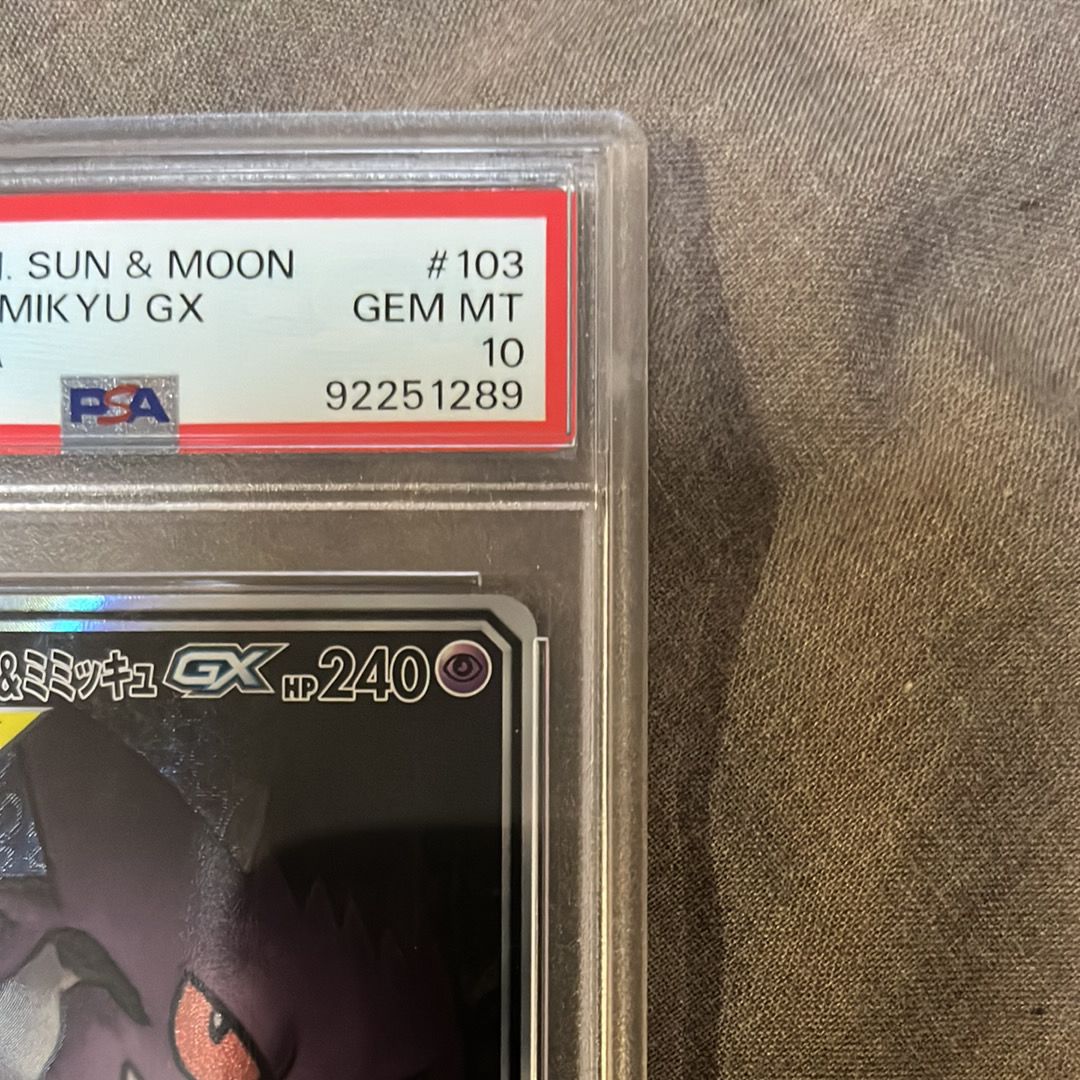 . SUN & MOON #103
MIKYU GX GEM MT
10
PSA 92251289
&ミミッキュ GX HP240